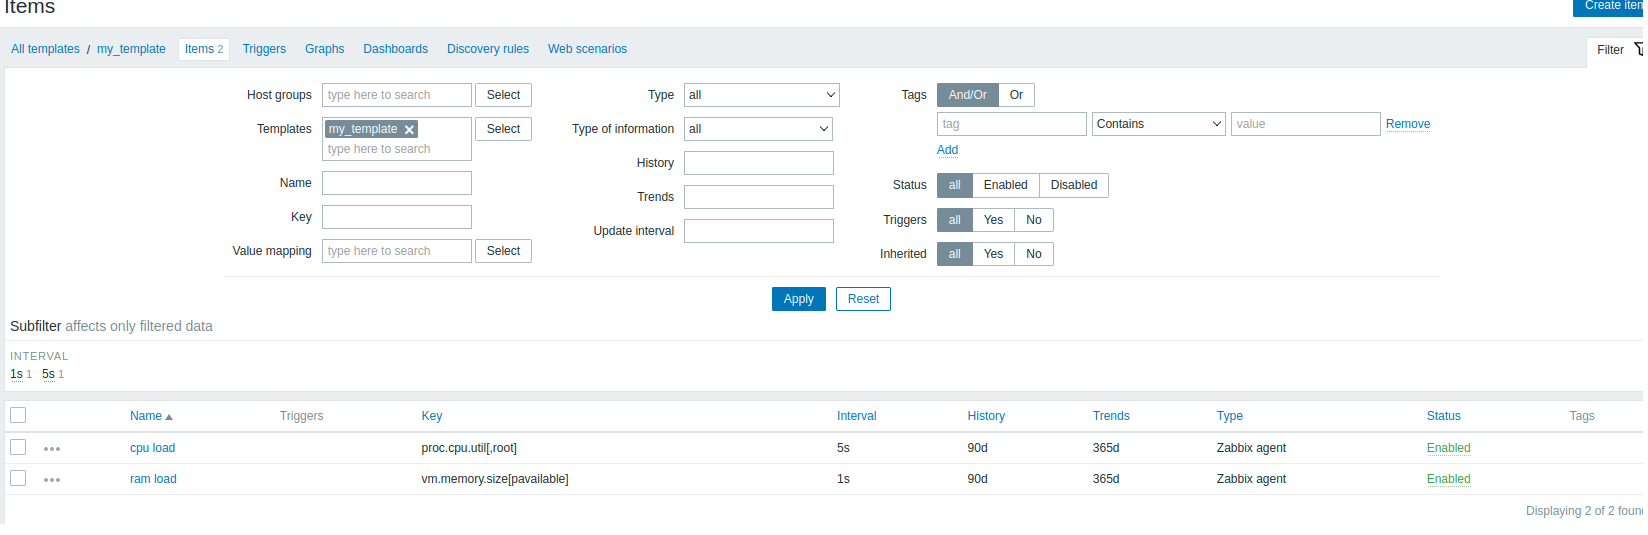 Items
Create item
All templates / my_template Items 2 Triggers Graphs Dashboards Discovery rules Web scenarios
Filter
Host groups type here to search Select Type all Tags And/Or Or
Templates my_template type here to search Select Type of information all tag Contains value Remove
Add
History
Name Trends Status all Enabled Disabled
Key Update interval Triggers all Yes No
Value mapping type here to search Select Inherited all Yes No
Apply Reset
Subfilter affects only filtered data
INTERVAL
1s 1 5s 1
Name Triggers Key Interval History Trends Type Status Tags
cpu load proc.cpu.util[,root] 5s 90d 365d Zabbix agent Enabled
ram load vm.memory.size[pavailable] 1s 90d 365d Zabbix agent Enabled
Displaying 2 of 2 found